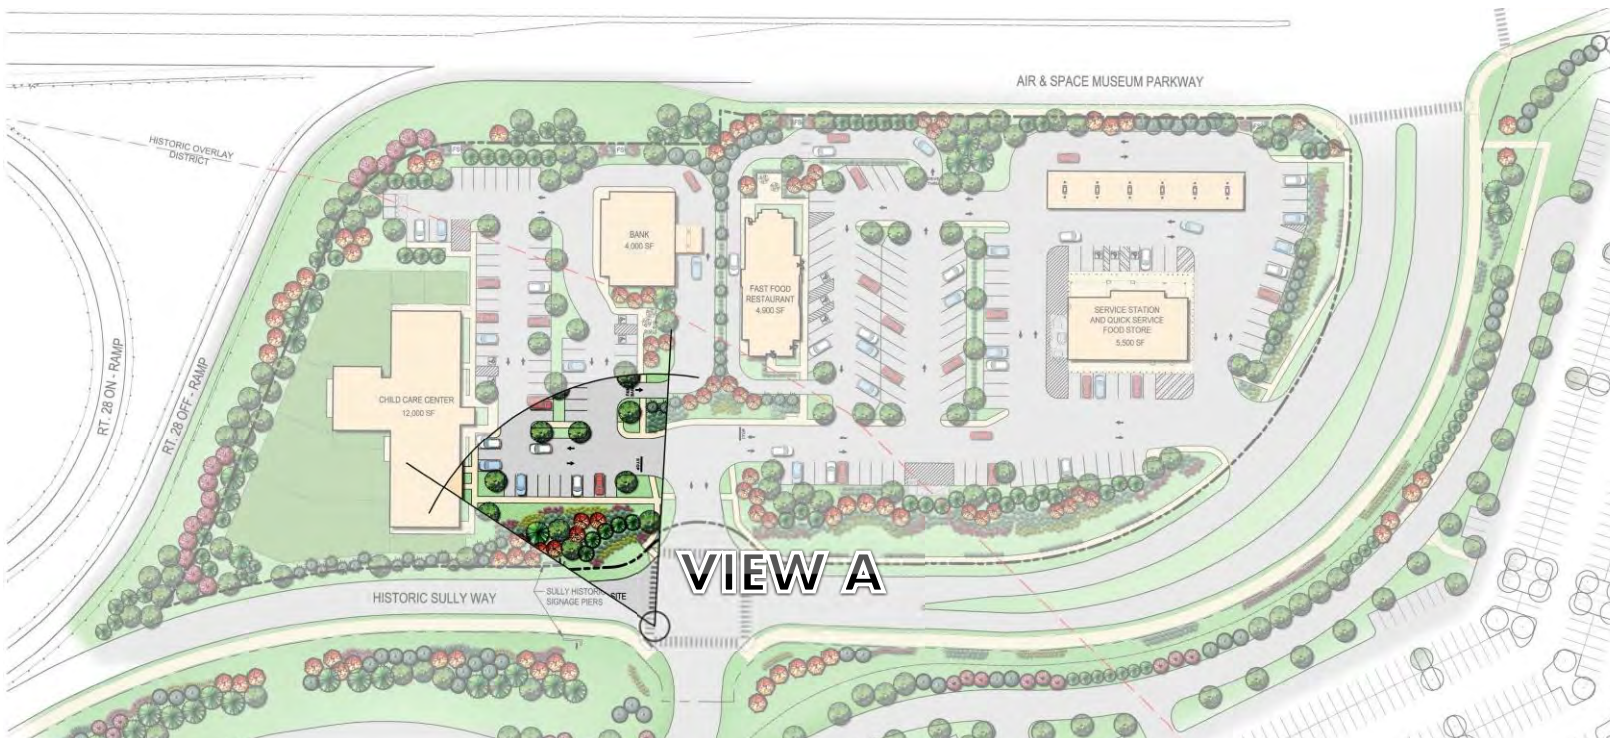 AIR & SPACE MUSEUM PARKWAY
HISTORIC OVERLAY
DISTRICT
BANK
4,000 SF
FAST FOOD
RESTAURANT
4,900 SF
SERVICE STATION
AND QUICK SERVICE
FOOD STORE
5,500 SF
RT. 28 ON - RAMP
RT. 28 OFF - RAMP
CHILD CARE CENTER
12,000 SF
STOP
STOP
VIEW A
HISTORIC SULLY WAY
SULLY HISTORIC SITE
SIGNAGE PIERS